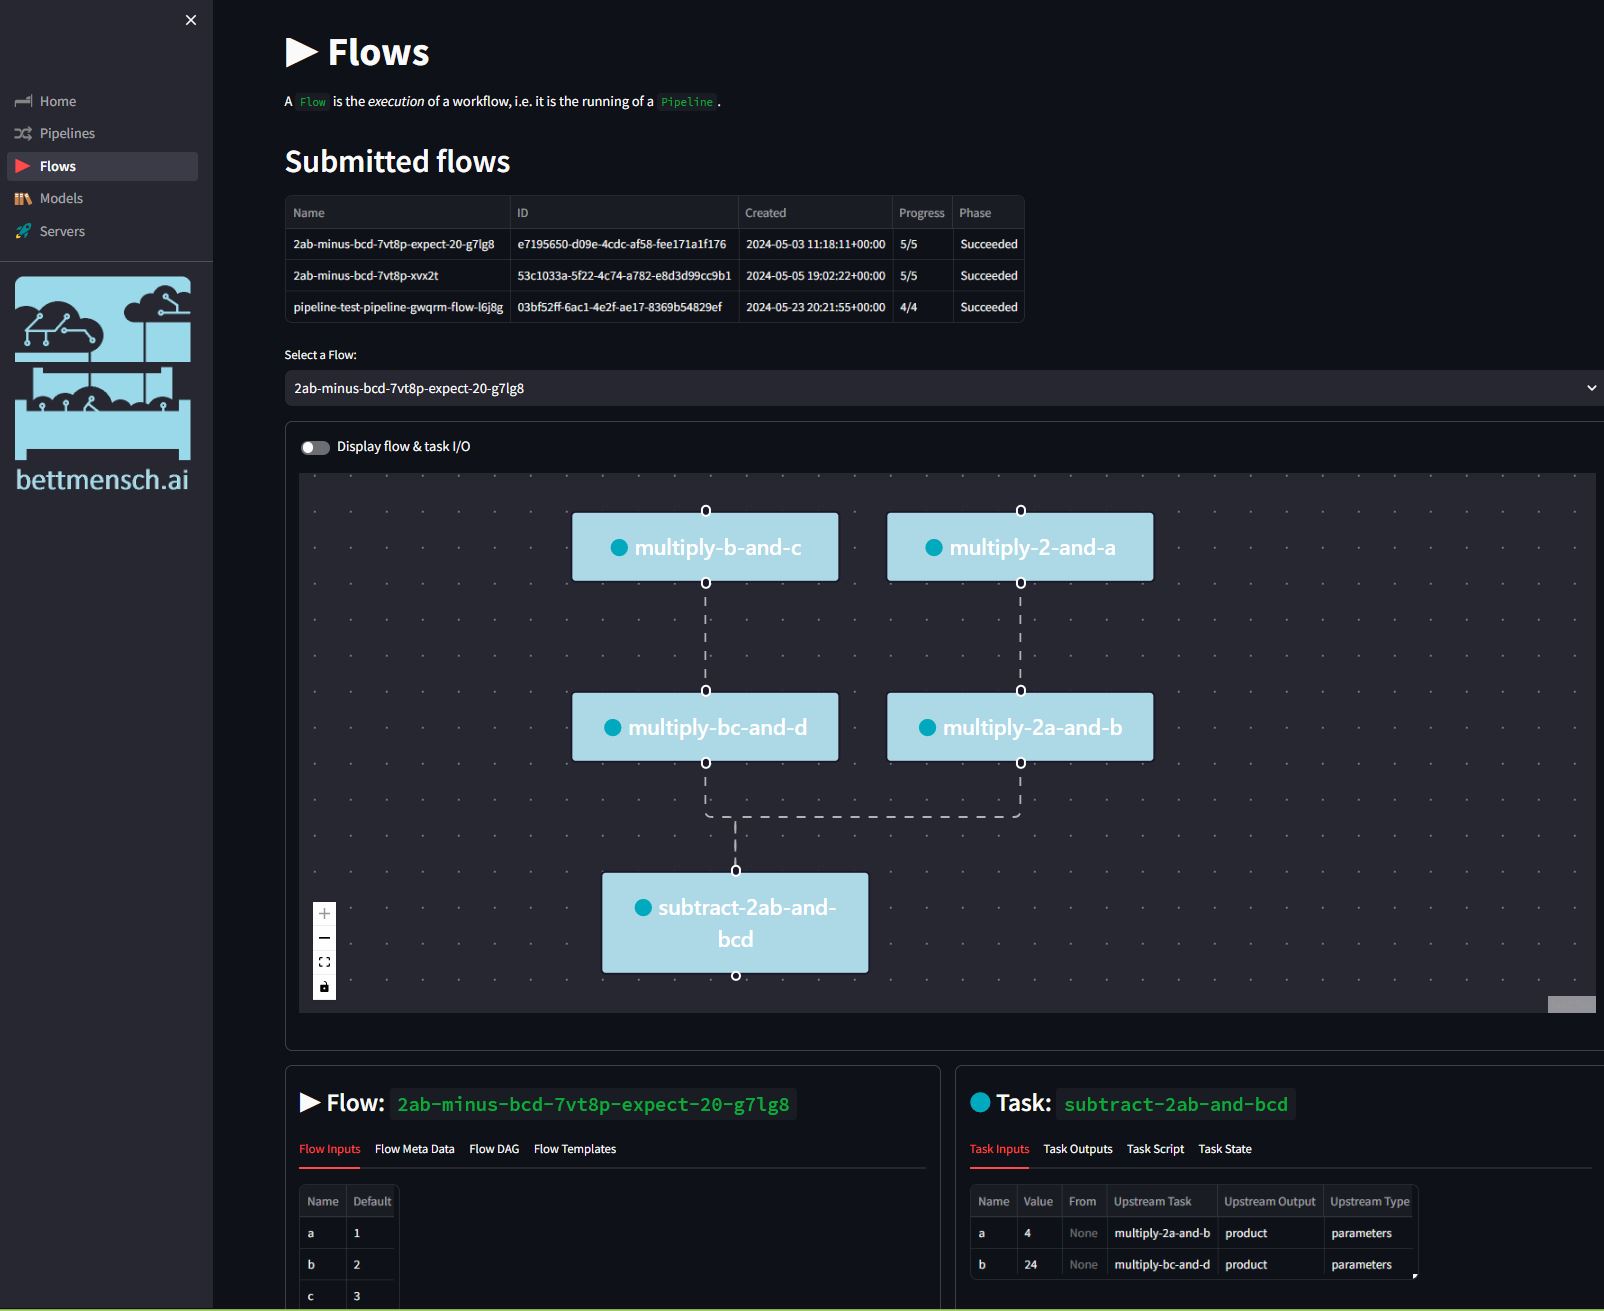 Home
Pipelines
Flows
Models
Servers
bettmensch.ai
Flows
A Flow is the execution of a workflow, i.e. it is the running of a Pipeline.
Submitted flows
Name ID Created Progress Phase
2ab-minus-bcd-7vt8p-expect-20-g7lg8 e7195650-d09e-4cdc-af58-fee171a1f176 2024-05-03 11:18:11+00:00 5/5 Succeeded
2ab-minus-bcd-7vt8p-xvx2t 53c1033a-5f22-4c74-a782-e8d3d99cc9b1 2024-05-05 19:02:22+00:00 5/5 Succeeded
pipeline-test-pipeline-gwqrm-flow-l6j8g 03bf52ff-6ac1-4e2f-ae17-8369b54829ef 2024-05-23 20:21:55+00:00 4/4 Succeeded
Select a Flow:
2ab-minus-bcd-7vt8p-expect-20-g7lg8
Display flow & task I/O
multiply-b-and-c
multiply-2-and-a
multiply-bc-and-d
multiply-2a-and-b
subtract-2ab-and-
bcd
Flow: 2ab-minus-bcd-7vt8p-expect-20-g7lg8
Flow Inputs Flow Meta Data Flow DAG Flow Templates
Name Default
a 1
b 2
c 3
Task: subtract-2ab-and-bcd
Task Inputs Task Outputs Task Script Task State
Name Value From Upstream Task Upstream Output Upstream Type
a 4 None multiply-2a-and-b product parameters
b 24 None multiply-bc-and-d product parameters